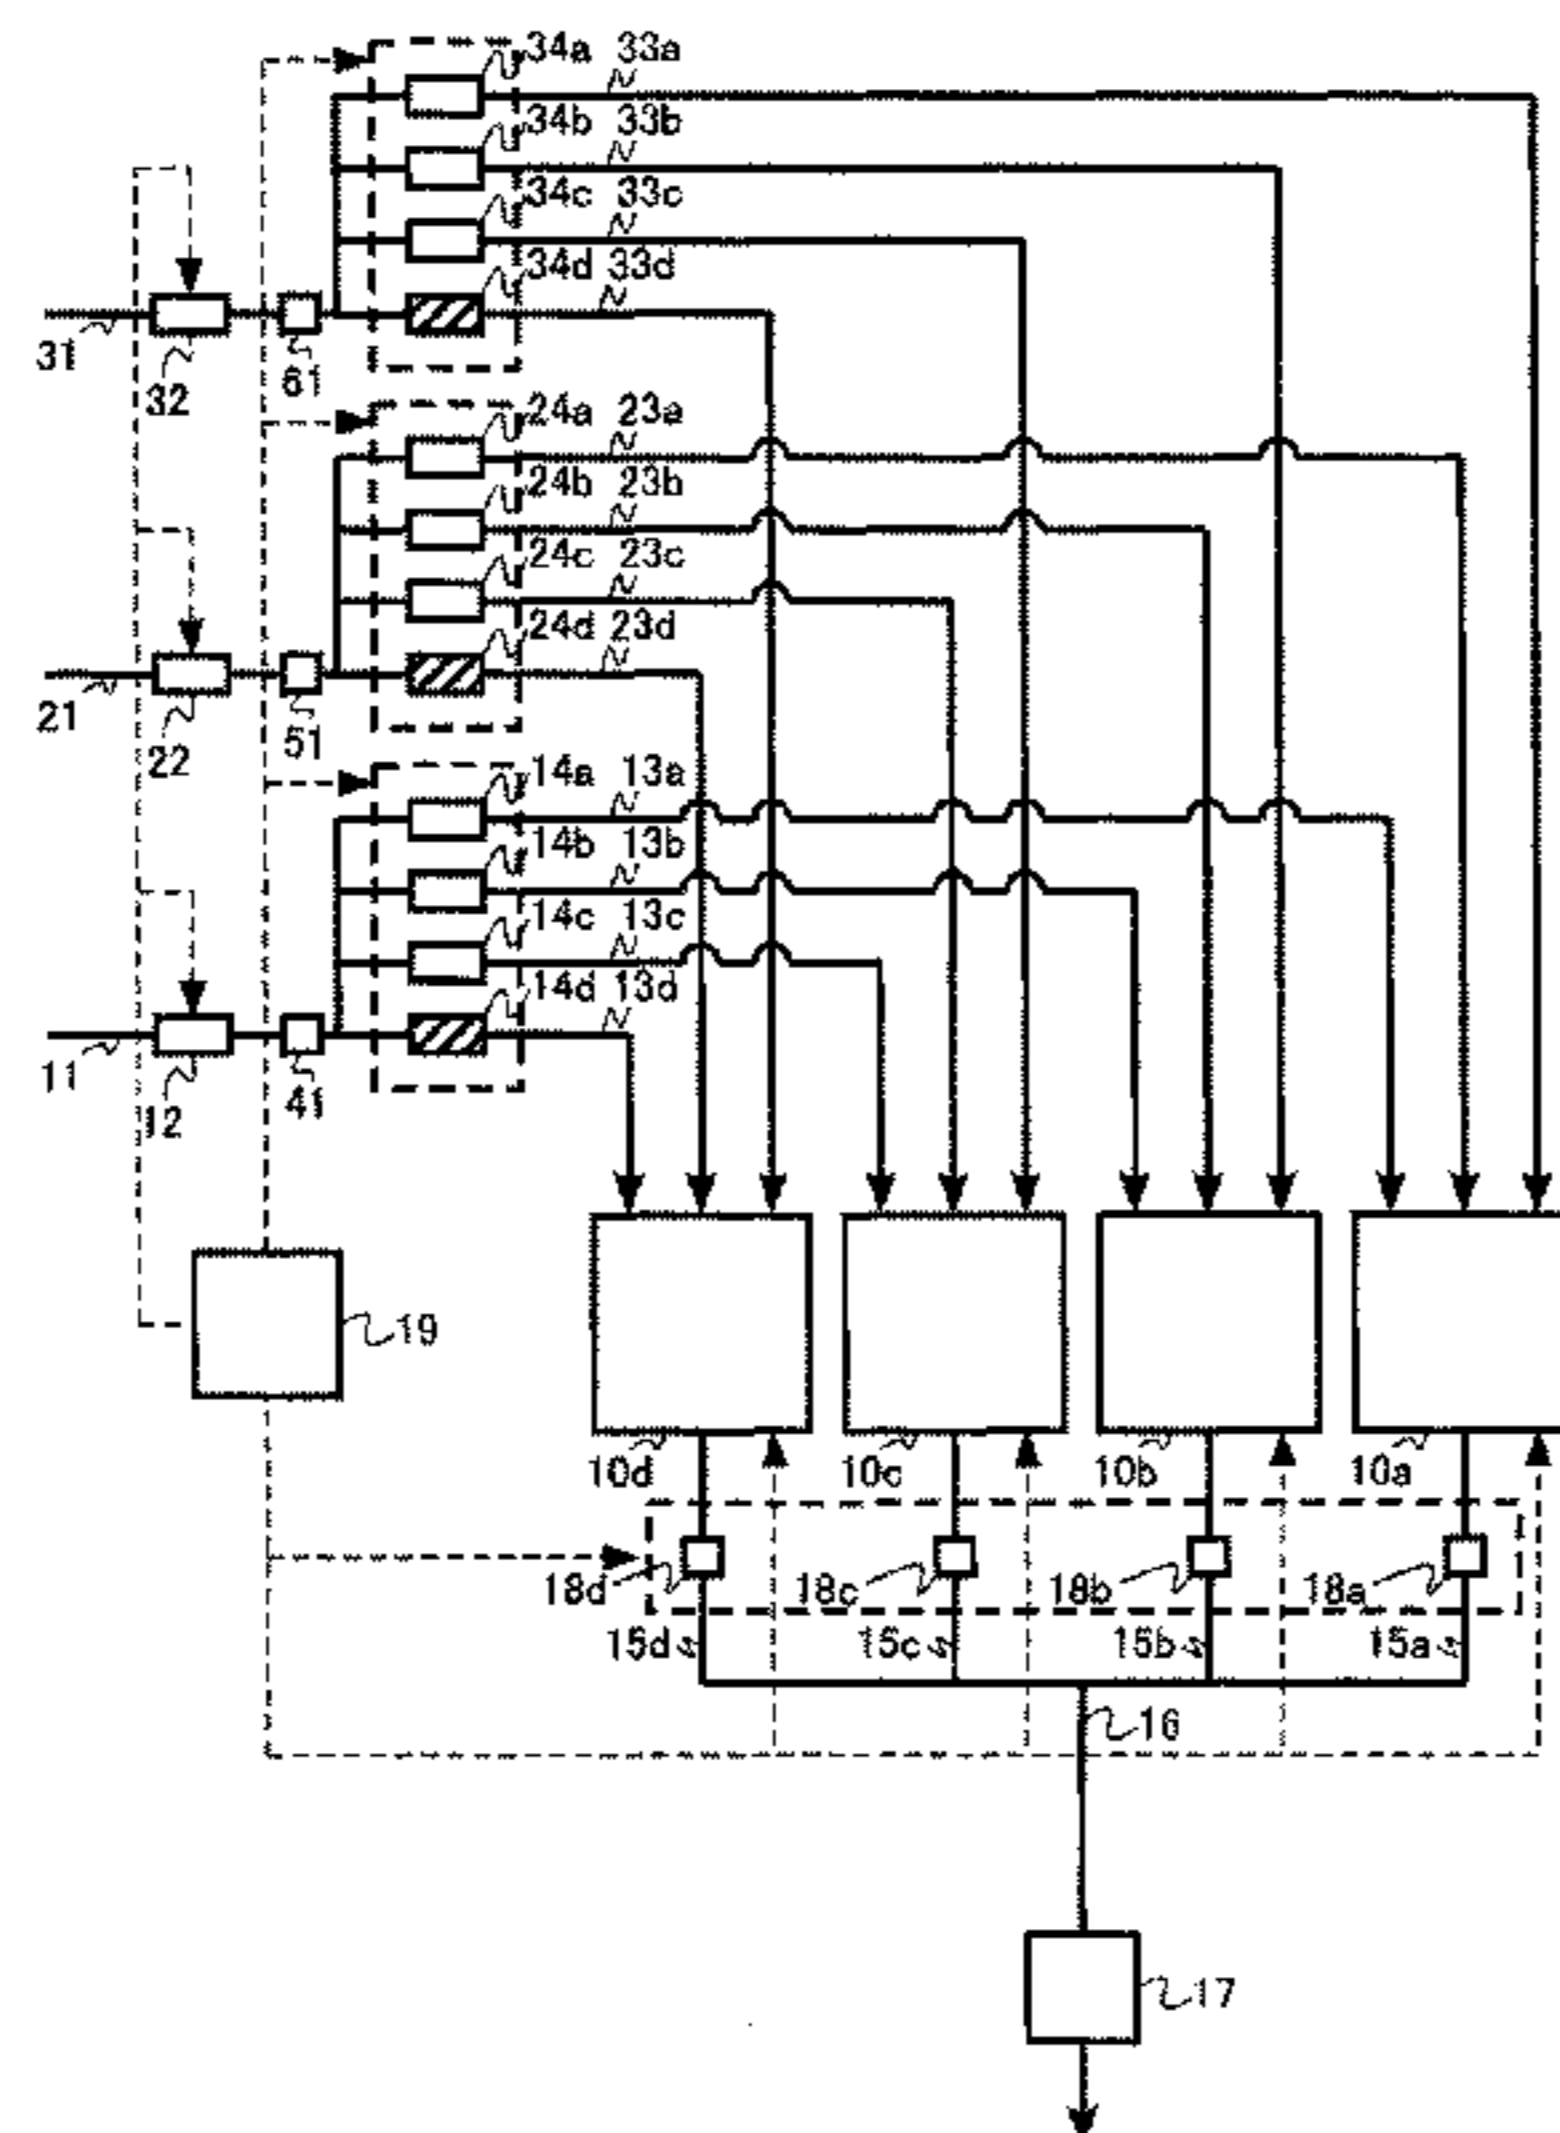 34a 33a
34b 33b
34c 33c
34d 33d
31
32
61
24a 23a
24b 23b
24c 23c
24d 23d
21
22
51
14a 13a
14b 13b
14c 13c
14d 13d
11
12
41
19
10d 10c 10b 10a
18d 18c 18b 18a
15d 15c 15b 15a
16
17